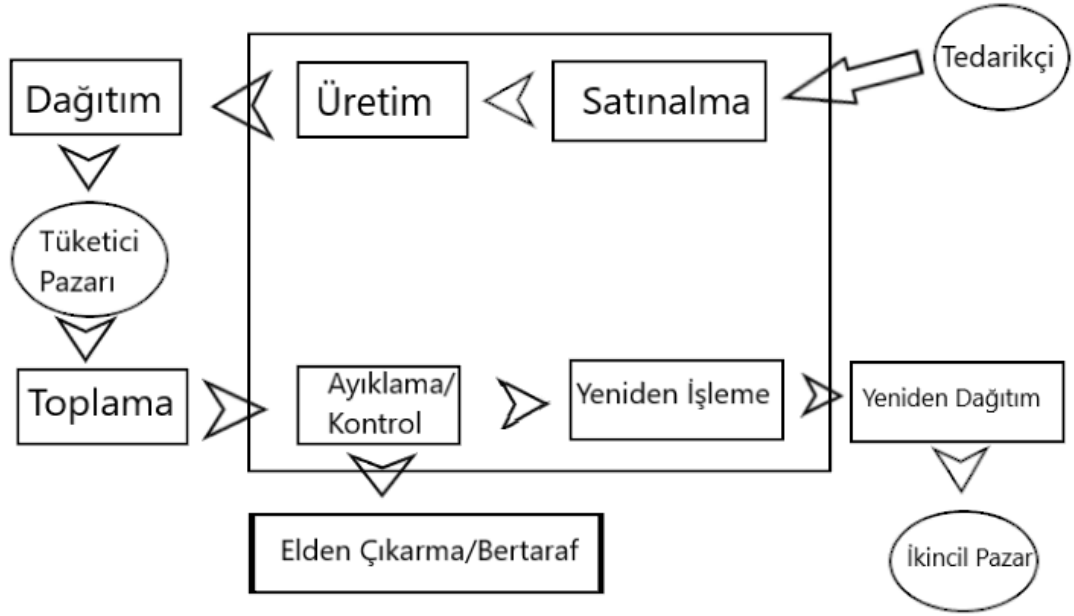 Tedarikçi
Satınalma
Üretim
Dağıtım
Tüketici
Pazarı
Toplama
Ayıklama/
Kontrol
Yeniden İşleme
Yeniden Dağıtım
Elden Çıkarma/Bertaraf
İkincil Pazar